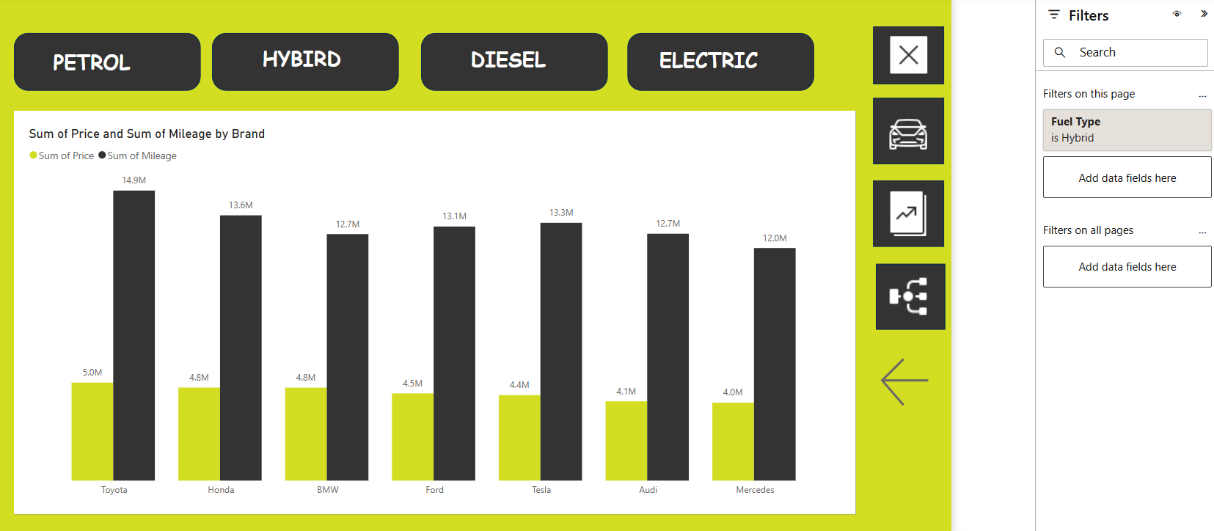 PETROL
HYBIRD
DIESEL
ELECTRIC
Sum of Price and Sum of Mileage by Brand
Sum of Price
Sum of Mileage
14.9M
13.6M
12.7M
13.1M
13.3M
12.7M
12.0M
5.0M
4.8M
4.8M
4.5M
4.4M
4.1M
4.0M
Toyota
Honda
BMW
Ford
Tesla
Audi
Mercedes
Filters
Search
Filters on this page
...
Fuel Type
is Hybrid
Add data fields here
Filters on all pages
...
Add data fields here